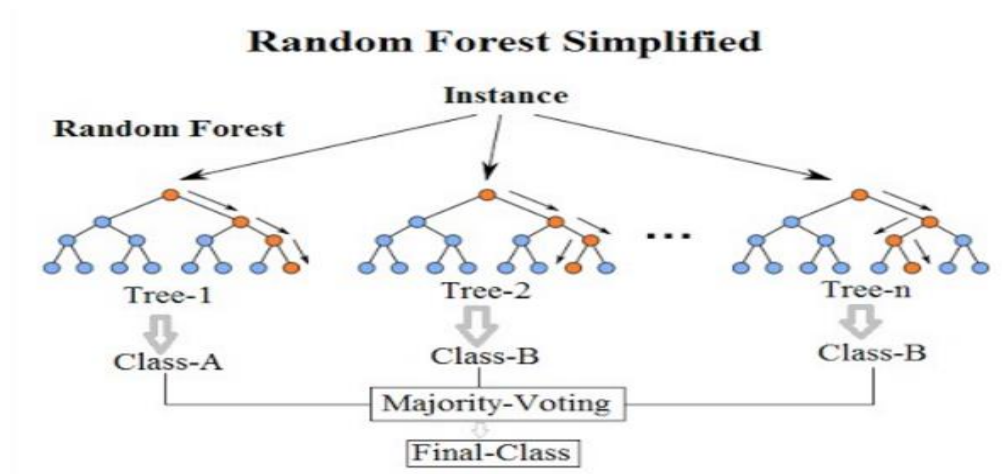 Random Forest Simplified
Instance
Random Forest
...
Tree-1
Tree-2
Tree-n
Class-A
Class-B
Class-B
Majority-Voting
Final-Class